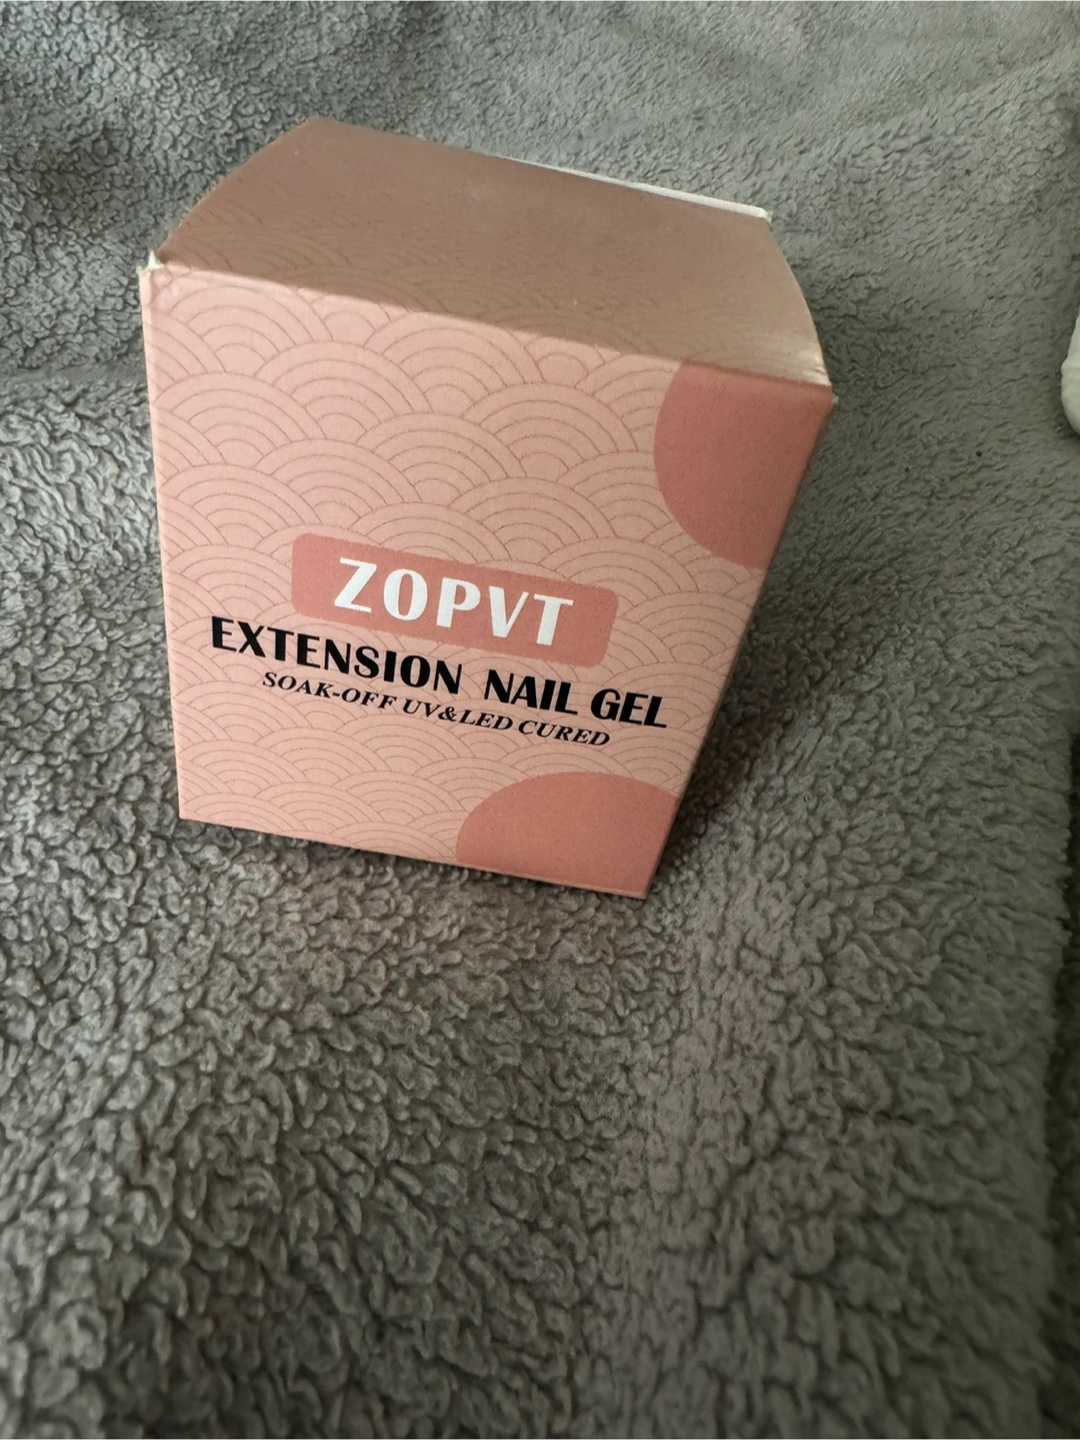 ZOPVT
EXTENSION NAIL GEL
SOAK-OFF UV&LED CURED